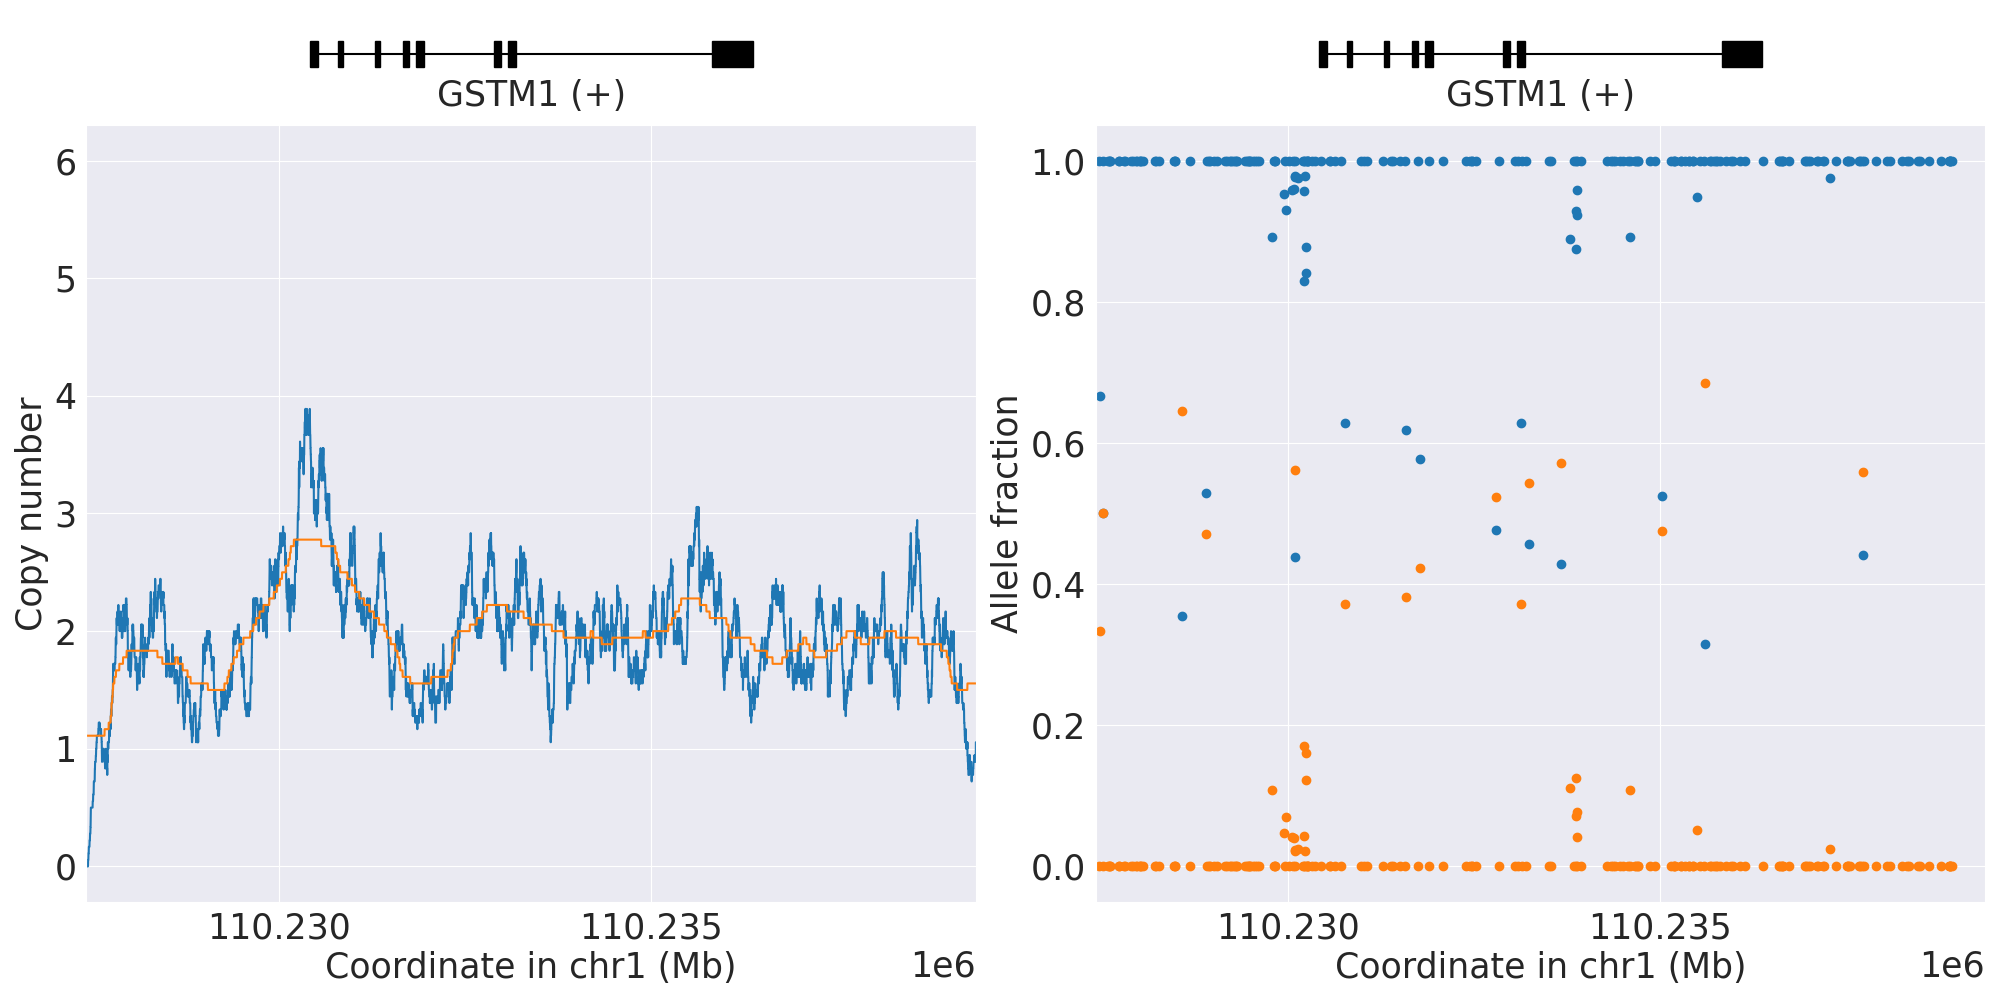 GSTM1 (+)
6
5
4
3
2
1
0
Copy number
110.230
110.235
Coordinate in chr1 (Mb)
1e6
GSTM1 (+)
1.0
0.8
0.6
0.4
0.2
0.0
Allele fraction
110.230
110.235
Coordinate in chr1 (Mb)
1e6